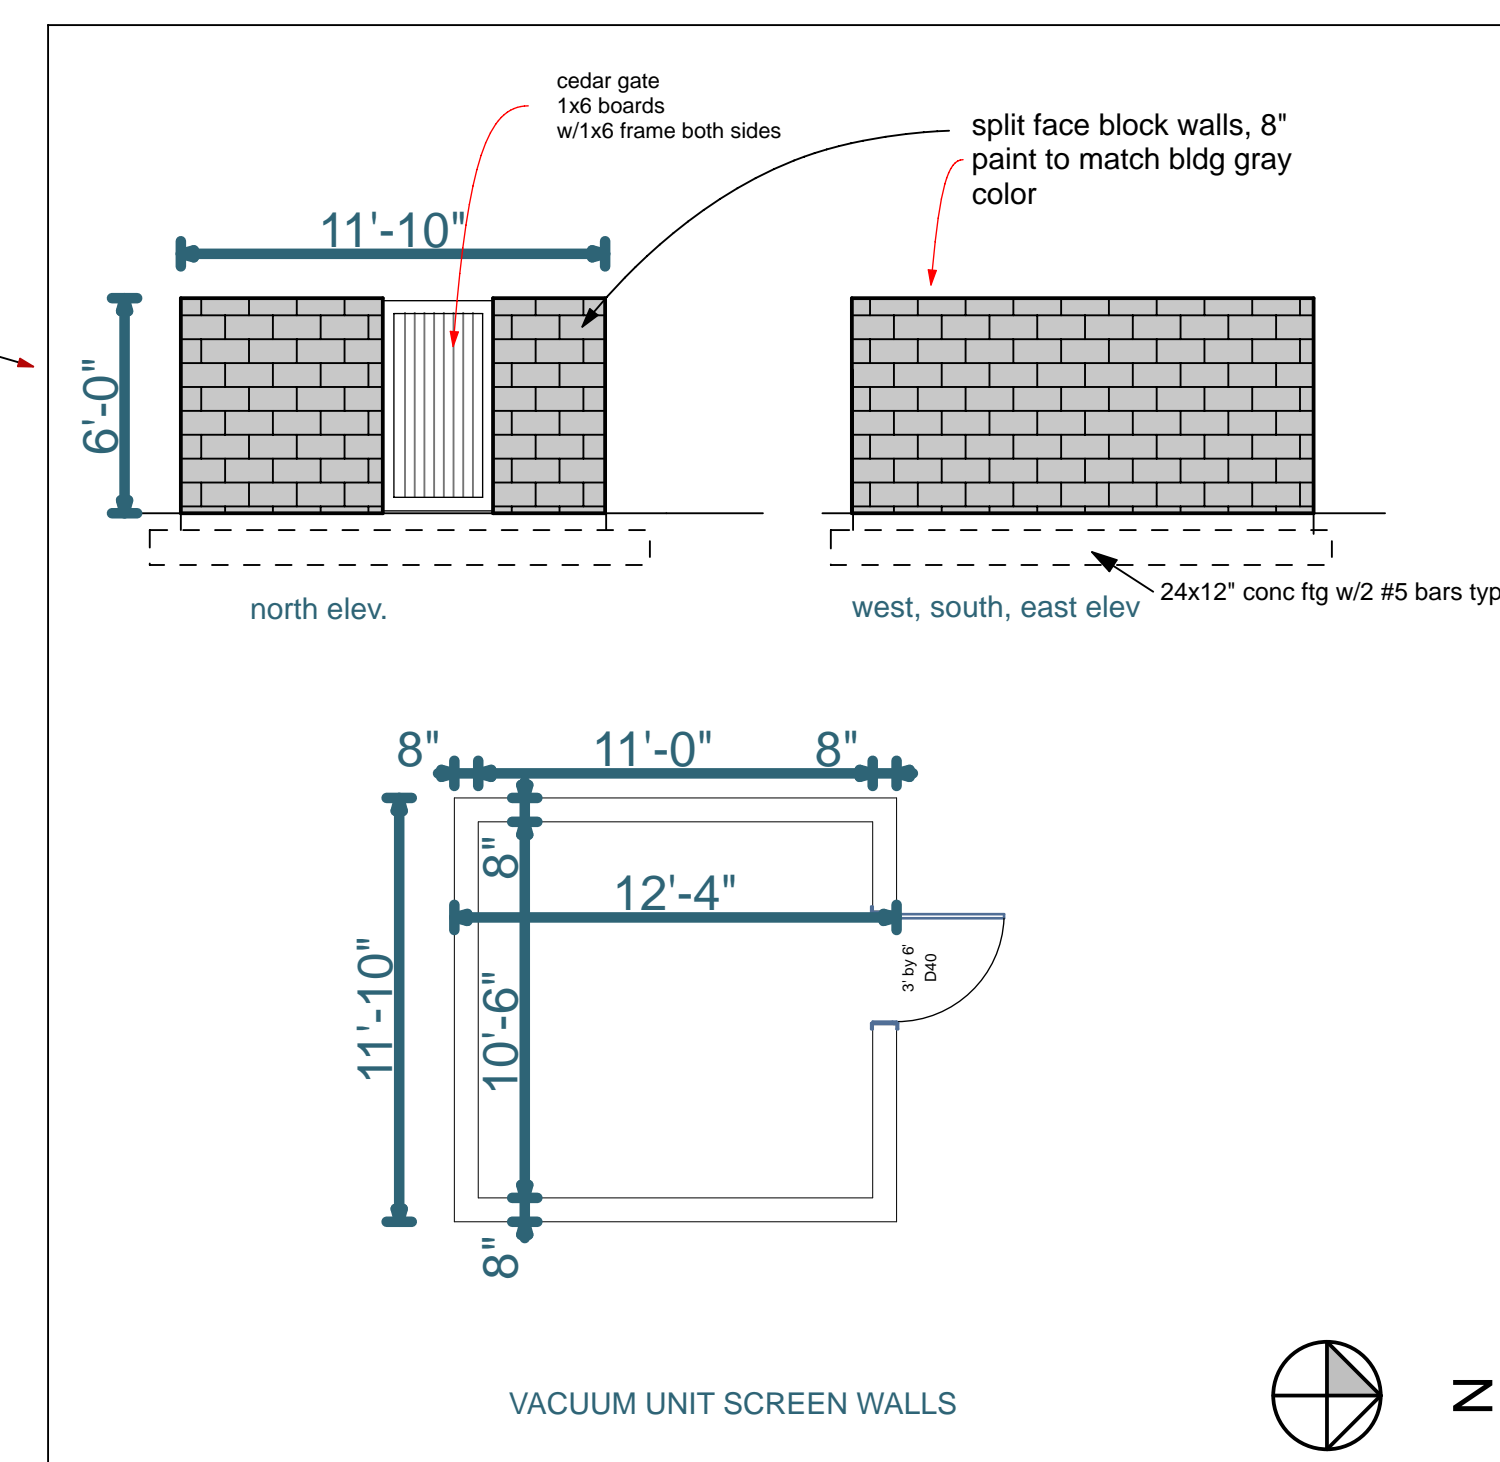 cedar gate
1x6 boards
w/1x6 frame both sides
split face block walls, 8"
paint to match bldg gray
color
11'-10"
6'-0"
north elev.
west, south, east elev
24x12" conc ftg w/2 #5 bars typ
8"
11'-0"
8"
8"
12'-4"
11'-10"
10'-6"
3' by 6'
D40
8"
VACUUM UNIT SCREEN WALLS
N